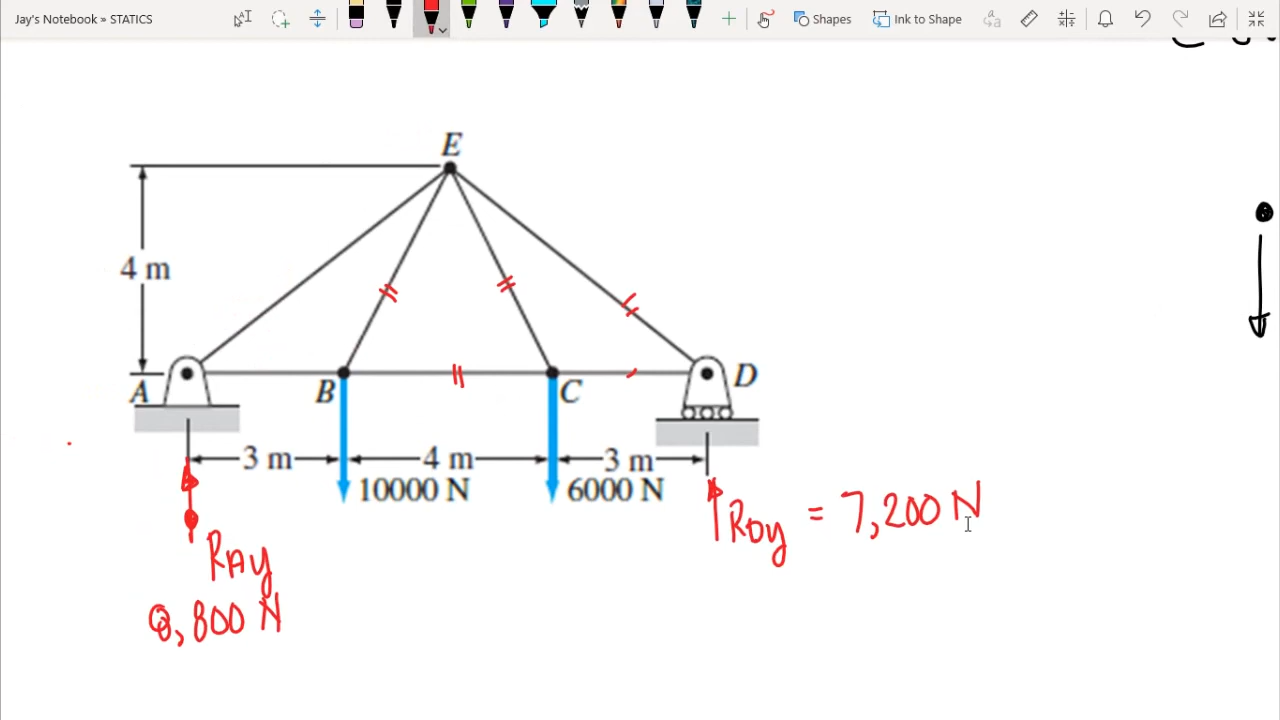 Jay's Notebook » STATICS
Shapes
Ink to Shape
E
4 m
A
B
C
D
3 m
4 m
3 m
10000 N
6000 N
RDy = 7,200 N
RAy
8,800 N